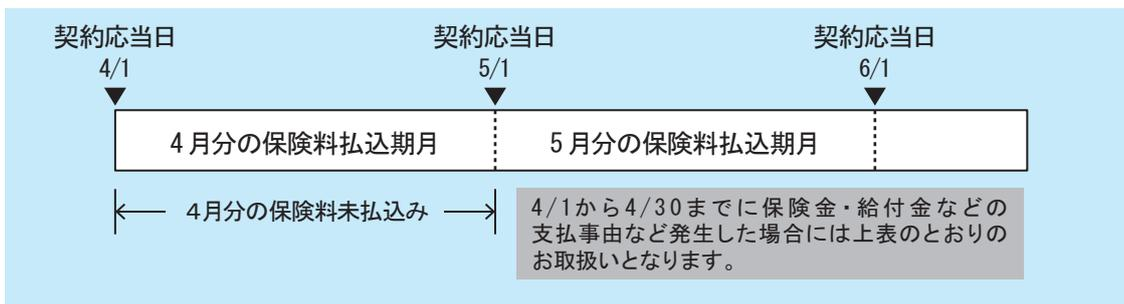 契約応当日 契約応当日 契約応当日
4/1 5/1 6/1
4月分の保険料払込期月 5月分の保険料払込期月
4月分の保険料未払込み
4/1から4/30までに保険金・給付金などの
支払事由など発生した場合には上表のとおりの
お取扱いとなります。